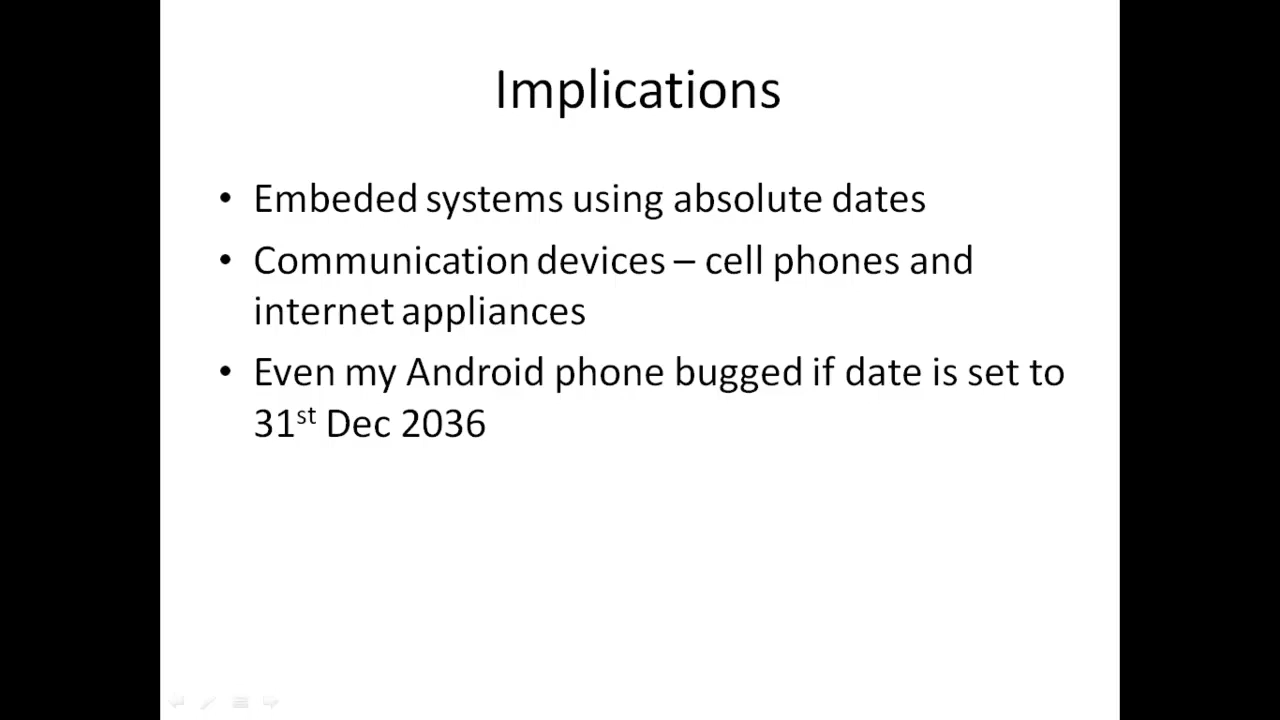 Implications
• Embeded systems using absolute dates
• Communication devices – cell phones and
internet appliances
• Even my Android phone bugged if date is set to
31st Dec 2036